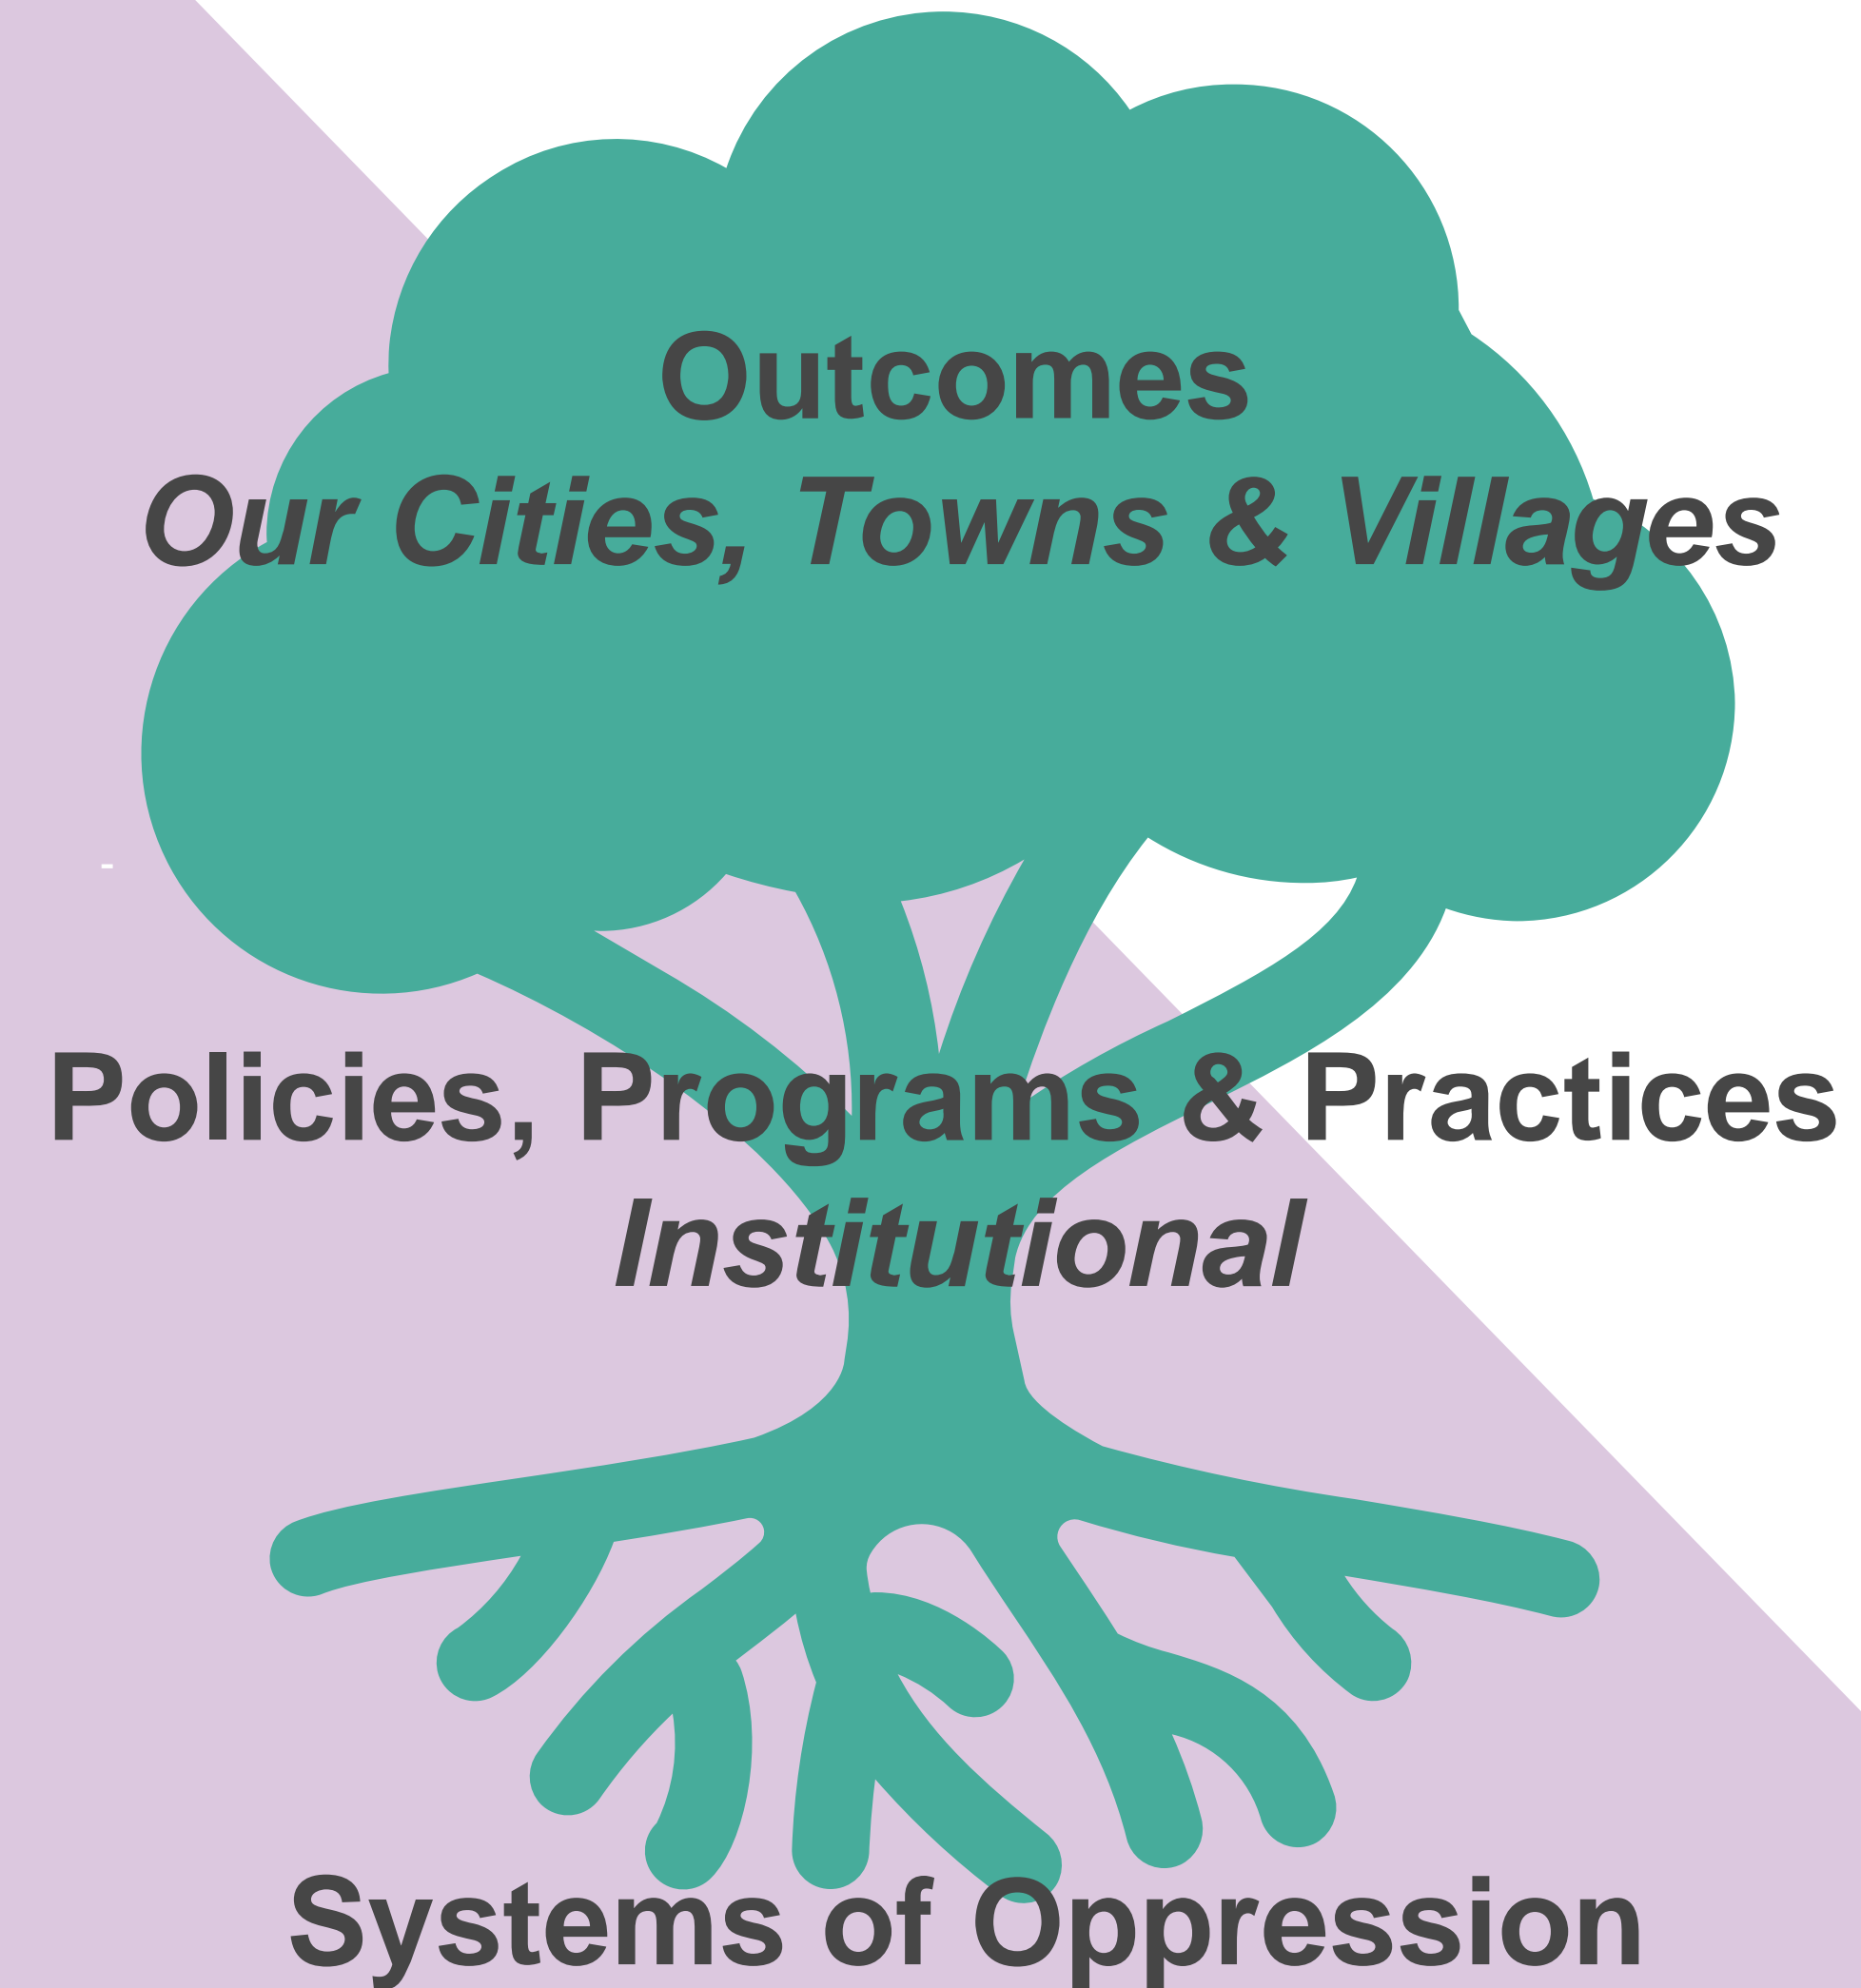 Outcomes
Our Cities, Towns & Villages
Policies, Programs & Practices
Institutional
Systems of Oppression